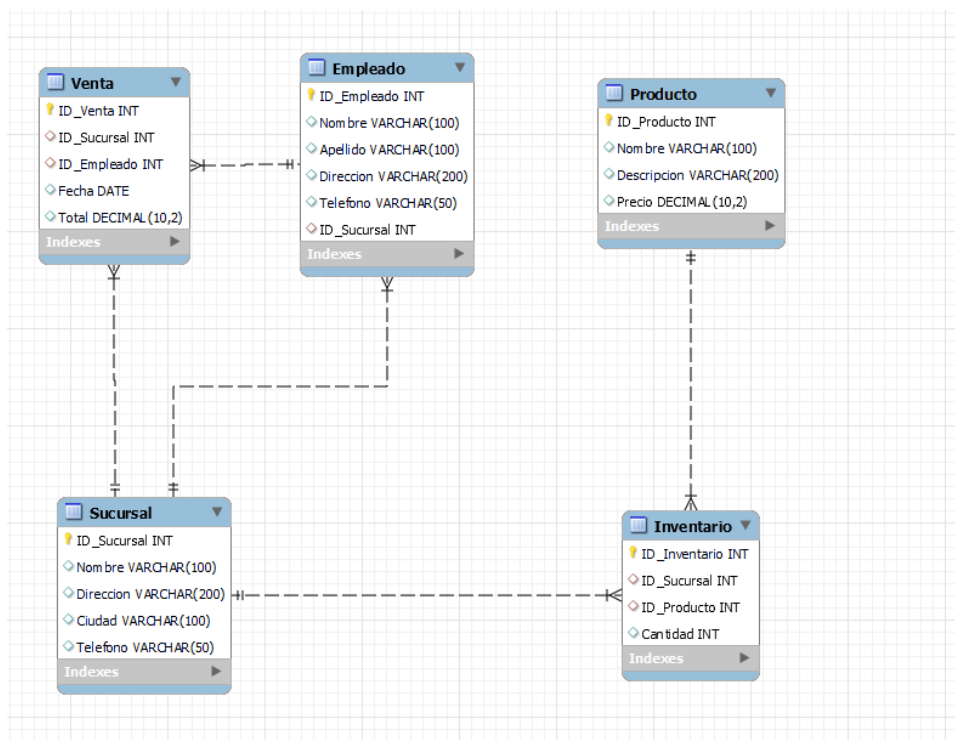 Venta
ID_Venta INT
ID_Sucursal INT
ID_Empleado INT
Fecha DATE
Total DECIMAL(10,2)
Indexes
Empleado
ID_Empleado INT
Nombre VARCHAR(100)
Apellido VARCHAR(100)
Direccion VARCHAR(200)
Telefono VARCHAR(50)
ID_Sucursal INT
Indexes
Producto
ID_Producto INT
Nombre VARCHAR(100)
Descripcion VARCHAR(200)
Precio DECIMAL(10,2)
Indexes
Sucursal
ID_Sucursal INT
Nombre VARCHAR(100)
Direccion VARCHAR(200)
Ciudad VARCHAR(100)
Telefono VARCHAR(50)
Indexes
Inventario
ID_Inventario INT
ID_Sucursal INT
ID_Producto INT
Cantidad INT
Indexes